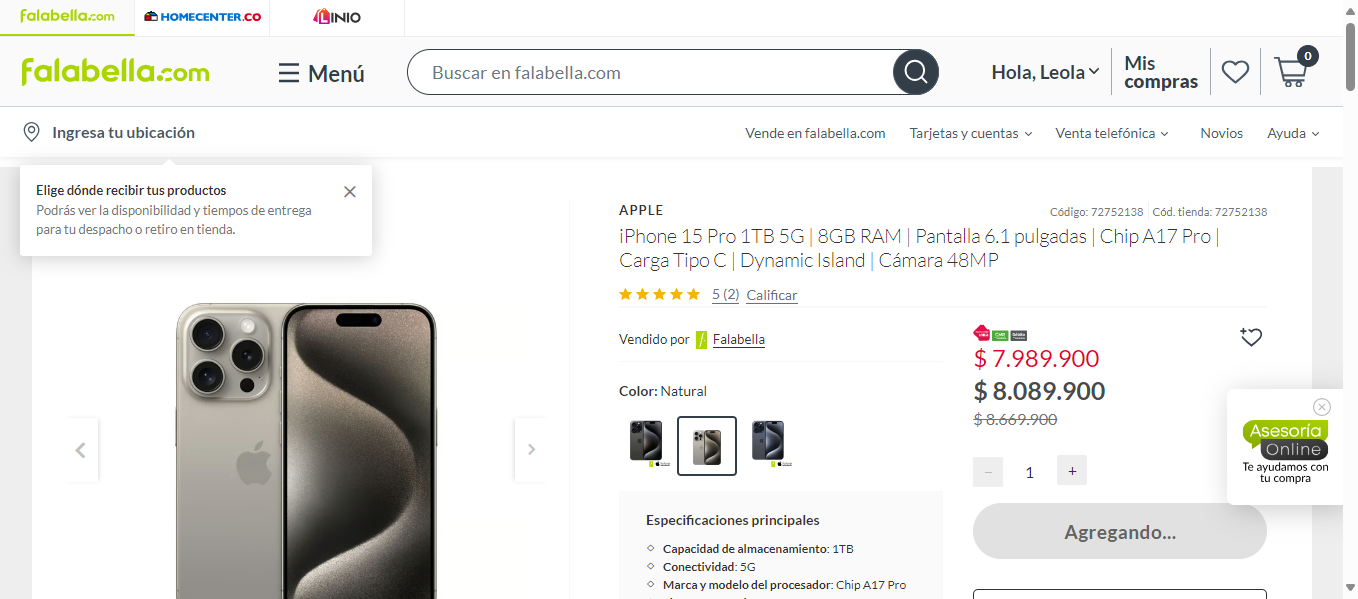 falabella.com
HOMECENTER.CO
LINIO
falabella.com
Menú
Buscar en falabella.com
Hola, Leola
Mis
compras
0
Ingresa tu ubicación
Vende en falabella.com
Tarjetas y cuentas
Venta telefónica
Novios
Ayuda
Elige dónde recibir tus productos
Podrás ver la disponibilidad y tiempos de entrega
para tu despacho o retiro en tienda.
APPLE
Código: 72752138
Cód. tienda: 72752138
iPhone 15 Pro 1TB 5G | 8GB RAM | Pantalla 6.1 pulgadas | Chip A17 Pro |
Carga Tipo C | Dynamic Island | Cámara 48MP
5 (2)
Calificar
Vendido por
Falabella
$ 7.989.900
$ 8.089.900
$ 8.669.900
Color: Natural
- 1 +
Agregando...
Asesoría
Online
Te ayudamos con
tu compra
Especificaciones principales
Capacidad de almacenamiento: 1TB
Conectividad: 5G
Marca y modelo del procesador: Chip A17 Pro